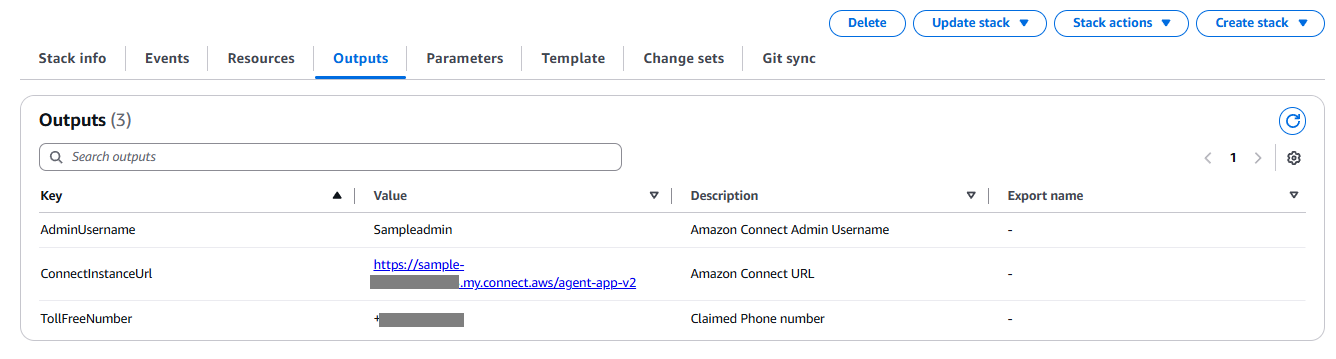 Delete Update stack Stack actions Create stack
Stack info Events Resources Outputs Parameters Template Change sets Git sync
Outputs (3)
Search outputs
1
Key Value Description Export name
AdminUsername Sampleadmin Amazon Connect Admin Username -
https://sample-
ConnectInstanceUrl .my.connect.aws/agent-app-v2 Amazon Connect URL -
TollFreeNumber + Claimed Phone number -